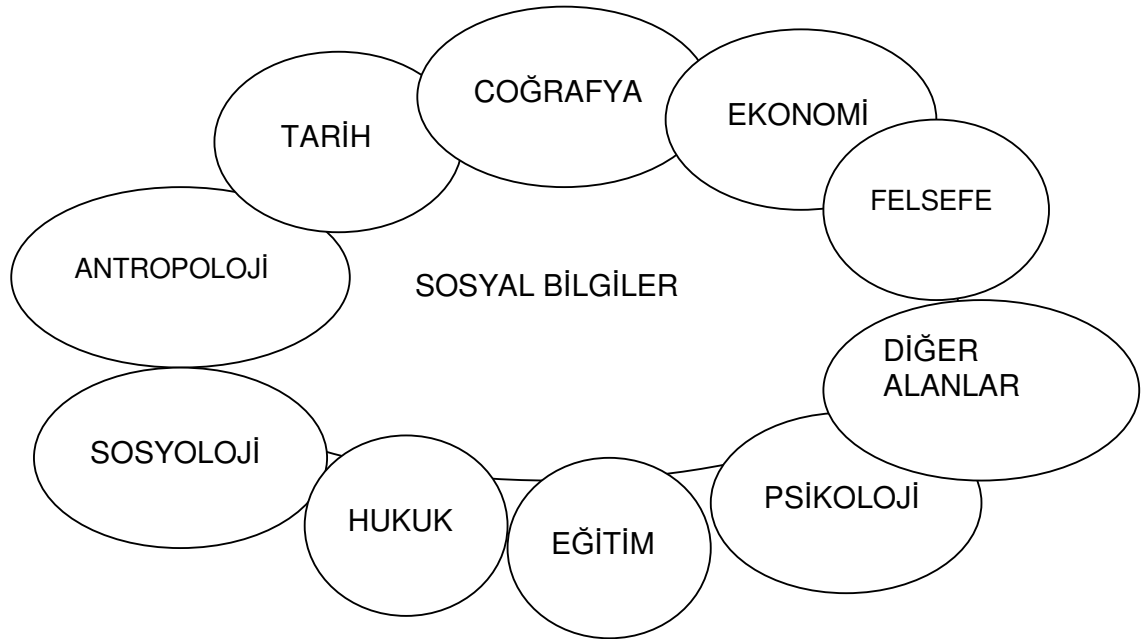 COĞRAFYA
EKONOMİ
TARİH
FELSEFE
ANTROPOLOJİ
SOSYAL BİLGİLER
DİĞER
ALANLAR
SOSYOLOJİ
PSİKOLOJİ
HUKUK
EĞİTİM